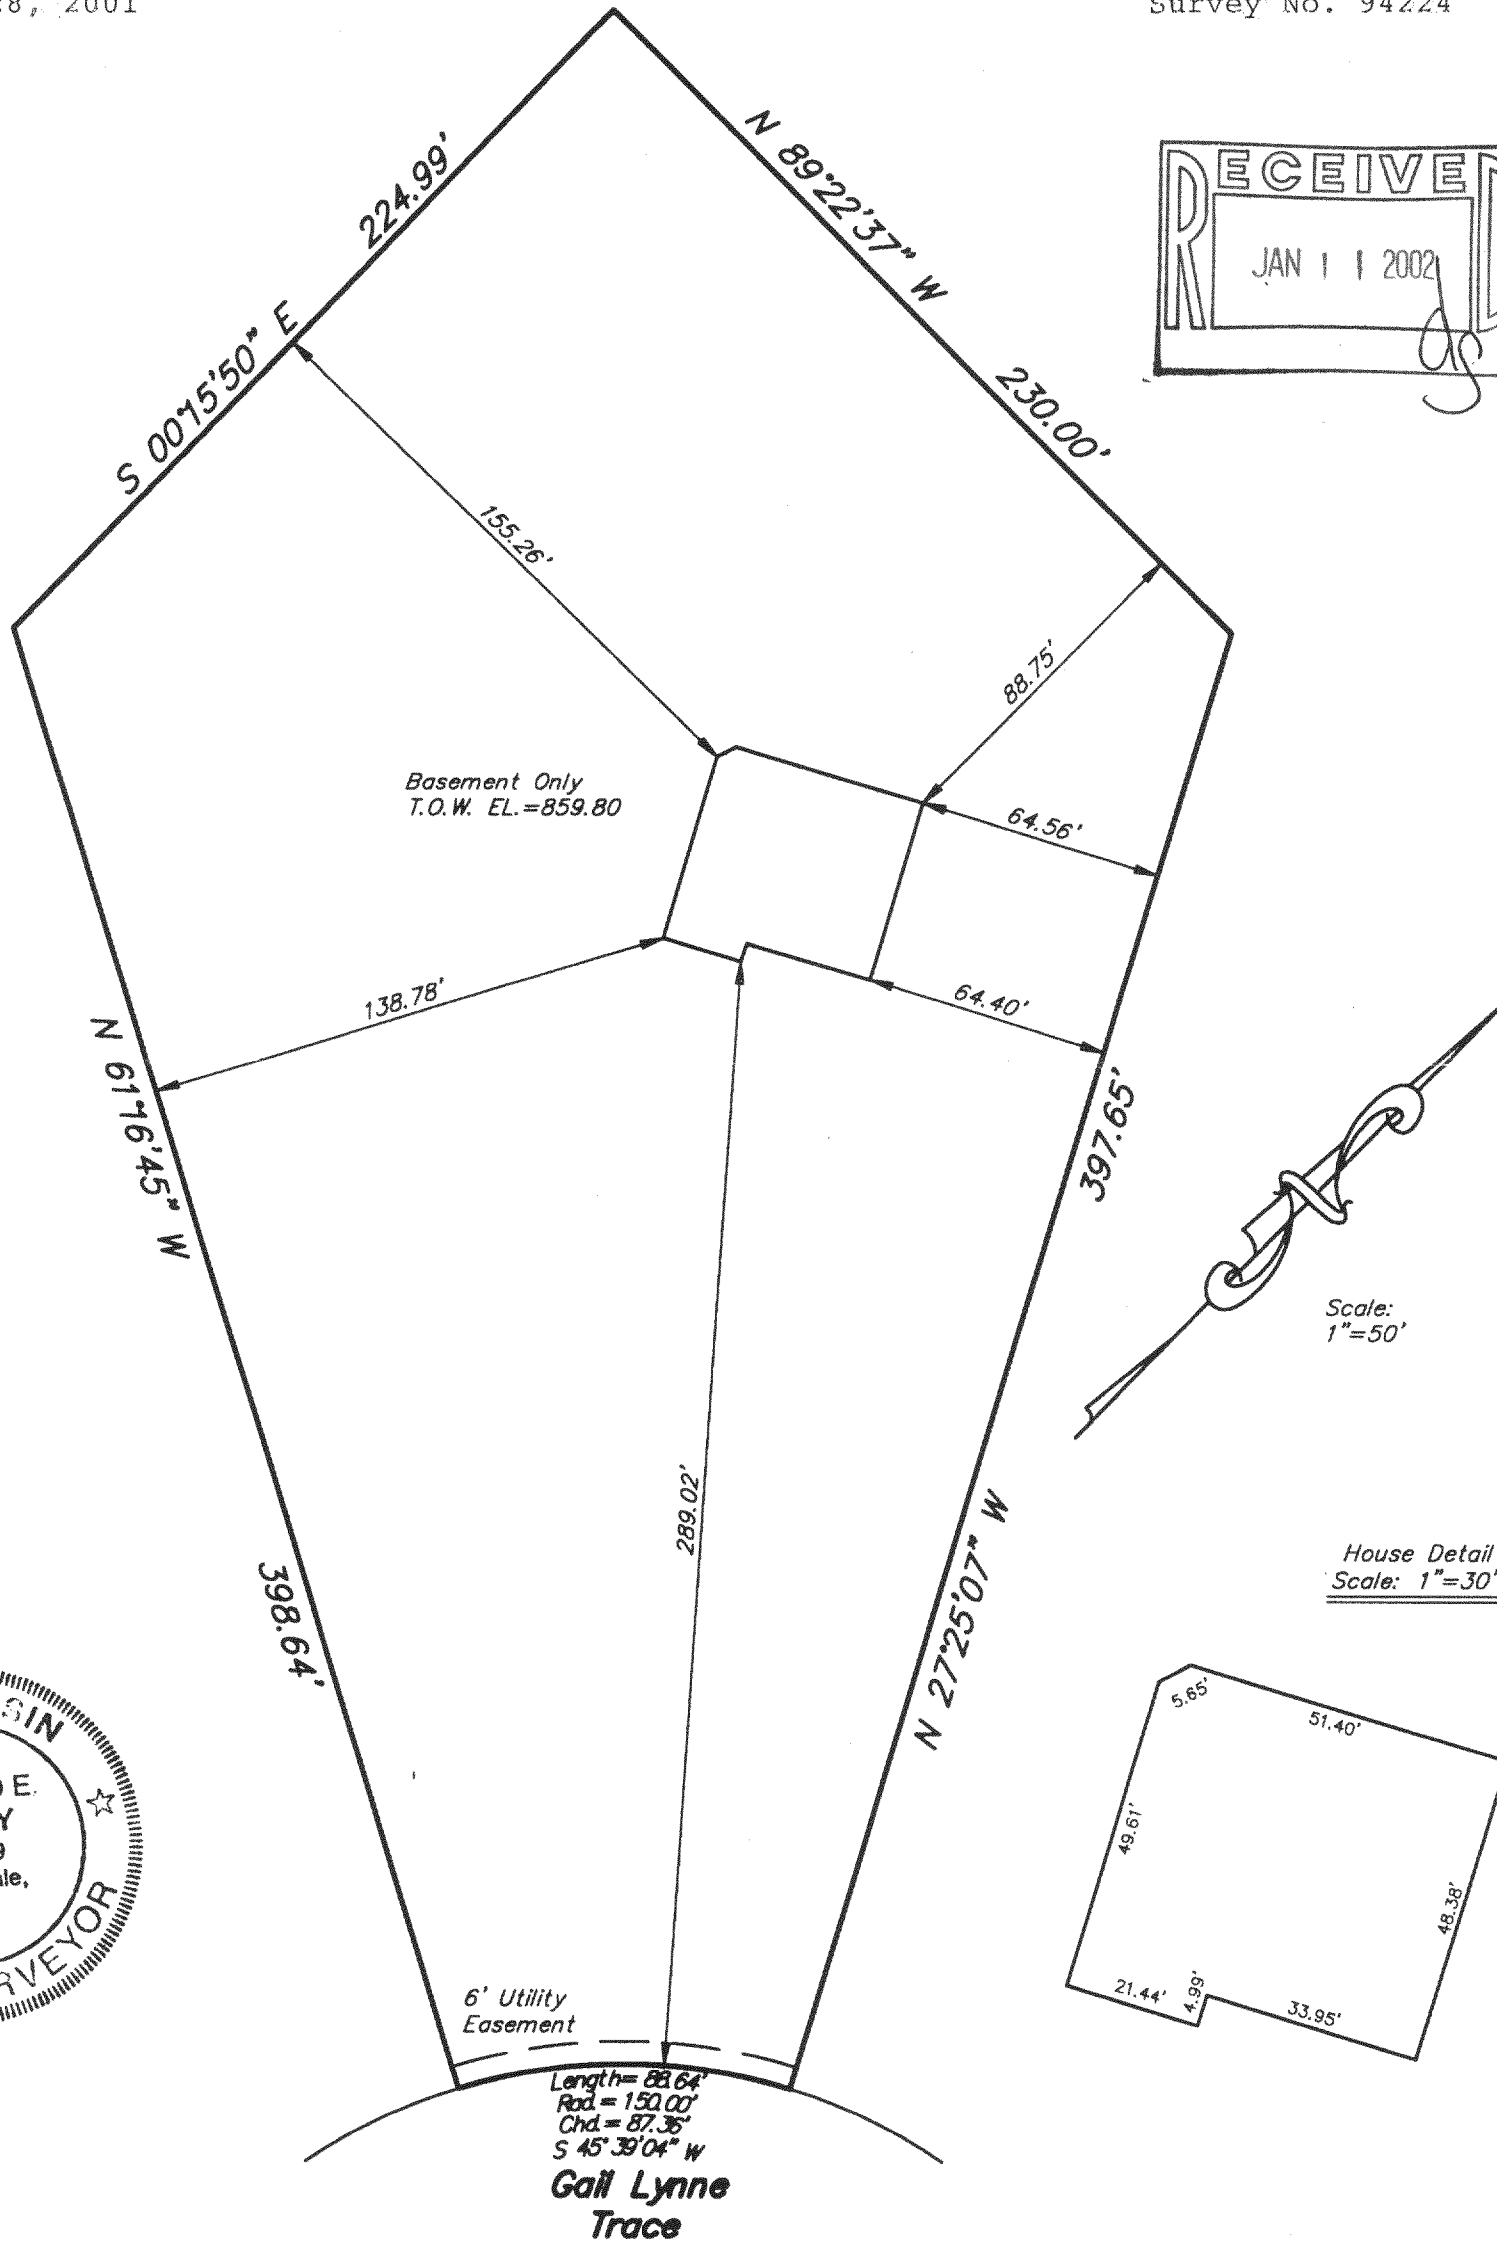 8, 2001
Survey No. 94224
RECEIVED
JAN 11 2002
S 00°15'50" E
224.99'
N 89°22'37" W
230.00'
155.26'
88.75'
Basement Only
T.O.W. EL.=859.80
64.56'
138.78'
64.40'
N 61°16'45" W
397.65'
Scale:
1"=50'
289.02'
398.64'
N 27°25'07" W
House Detail
Scale: 1"=30'
5.65'
51.40'
49.61'
48.38'
21.44'
4.99'
33.95'
SIN
E.
Y
9
ale,
RVEYOR
6' Utility
Easement
Length= 88.64'
Rad.= 150.00'
Chd.= 87.36'
S 45°39'04" W
Gail Lynne
Trace